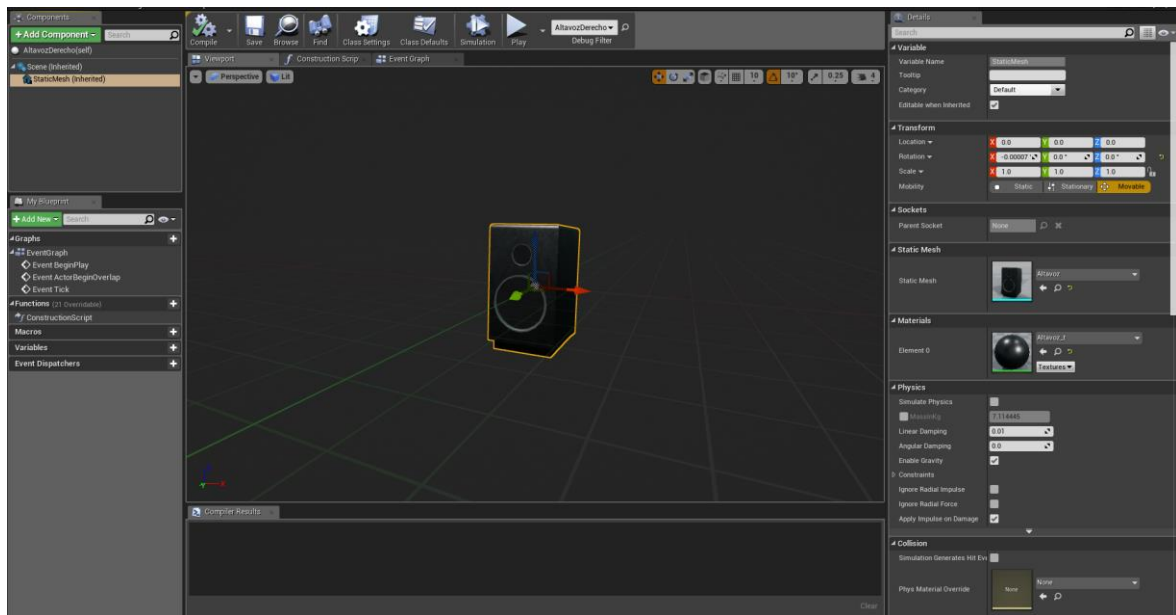 Components
+ Add Component
Search
AltavozDerecho(self)
Scene (Inherited)
StaticMesh (Inherited)
My Blueprint
+ Add New
Search
Graphs
EventGraph
Event BeginPlay
Event ActorBeginOverlap
Event Tick
Functions (21 Overridable)
ConstructionScript
Macros
Variables
Event Dispatchers
Compile
Save
Browse
Find
Class Settings
Class Defaults
Simulation
Play
AltavozDerecho
Debug Filter
Viewport
Construction Scrip
Event Graph
Perspective
Lit
10
10°
0.25
4
Compiler Results
Clear
Details
Search
Variable
Variable Name StaticMesh
Tooltip
Category Default
Editable when Inherited
Transform
Location X 0.0 Y 0.0 Z 0.0
Rotation X -0.00007 ° Y 0.0 ° Z 0.0 °
Scale X 1.0 Y 1.0 Z 1.0
Mobility Static Stationary Movable
Sockets
Parent Socket None
Static Mesh
Static Mesh Altavoz
Materials
Element 0 Altavoz_t
Textures
Physics
Simulate Physics
MassInKg 7.114445
Linear Damping 0.01
Angular Damping 0.0
Enable Gravity
Constraints
Ignore Radial Impulse
Ignore Radial Force
Apply Impulse on Damage
Collision
Simulation Generates Hit Eve
Phys Material Override None None